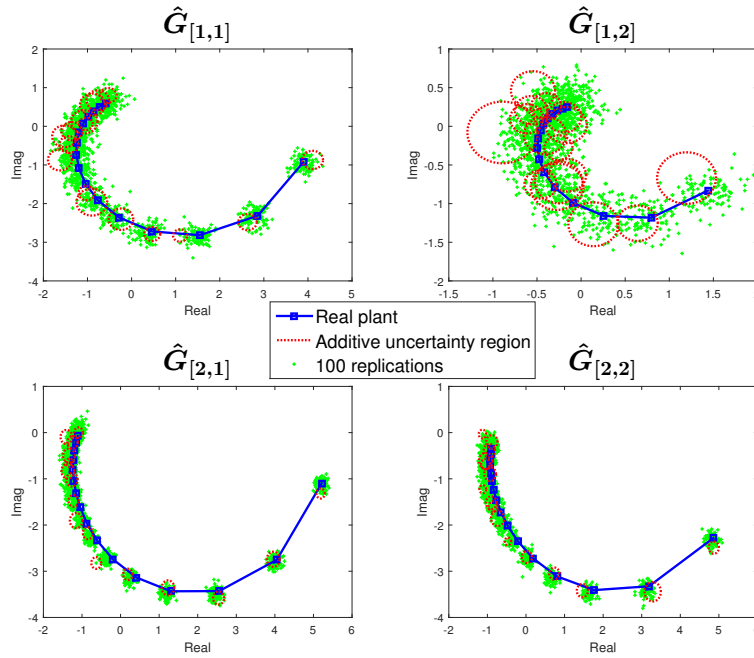 Ĝ[1,1]
Ĝ[1,2]
2
1
0
-1
-2
-3
-4
Imag
-2 -1 0 1 2 3 4 5
Real
1
0.5
0
-0.5
-1
-1.5
-2
Imag
-1.5 -1 -0.5 0 0.5 1 1.5
Real
Real plant
Additive uncertainty region
100 replications
Ĝ[2,1]
Ĝ[2,2]
1
0
-1
-2
-3
-4
Imag
-2 -1 0 1 2 3 4 5 6
Real
1
0
-1
-2
-3
-4
Imag
-2 -1 0 1 2 3 4 5 6
Real